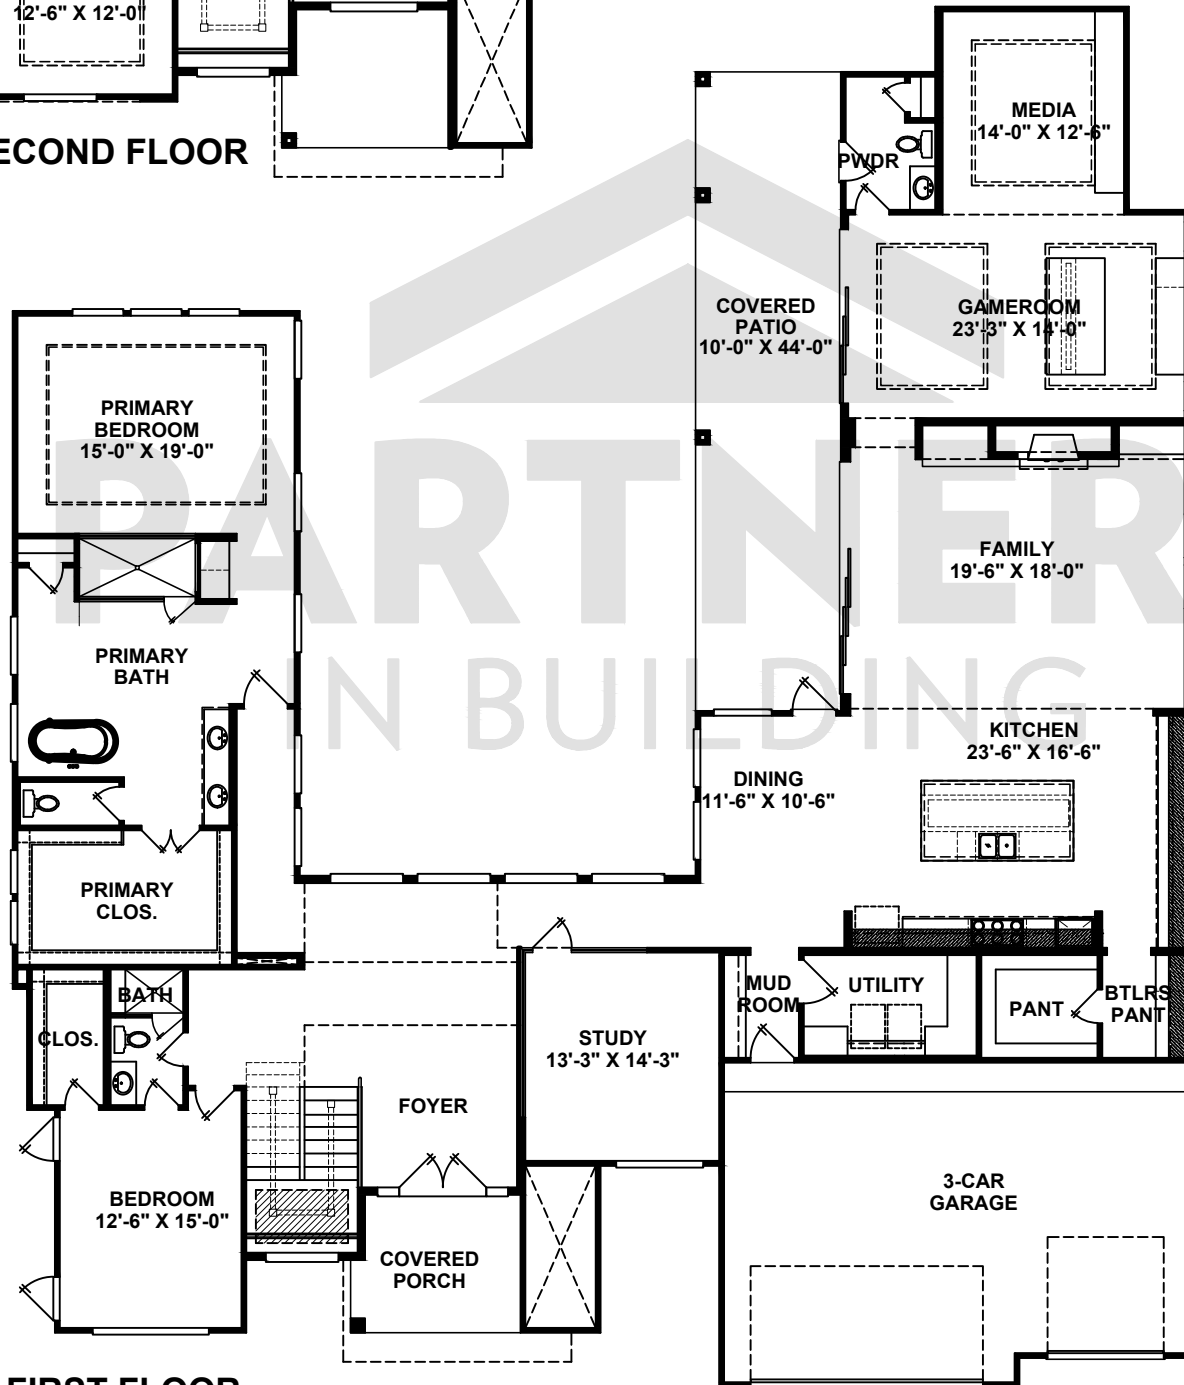 12'-6" X 12'-0"
SECOND FLOOR
MEDIA
14'-0" X 12'-6"
PWDR
COVERED
PATIO
10'-0" X 44'-0"
GAMEROOM
23'-3" X 14'-0"
PRIMARY
BEDROOM
15'-0" X 19'-0"
PARTNER
IN BUILDING
FAMILY
19'-6" X 18'-0"
PRIMARY
BATH
KITCHEN
23'-6" X 16'-6"
DINING
11'-6" X 10'-6"
PRIMARY
CLOS.
BATH
CLOS.
MUD
ROOM
UTILITY
PANT
BTLRS
PANT
STUDY
13'-3" X 14'-3"
FOYER
BEDROOM
12'-6" X 15'-0"
COVERED
PORCH
3-CAR
GARAGE
FIRST FLOOR